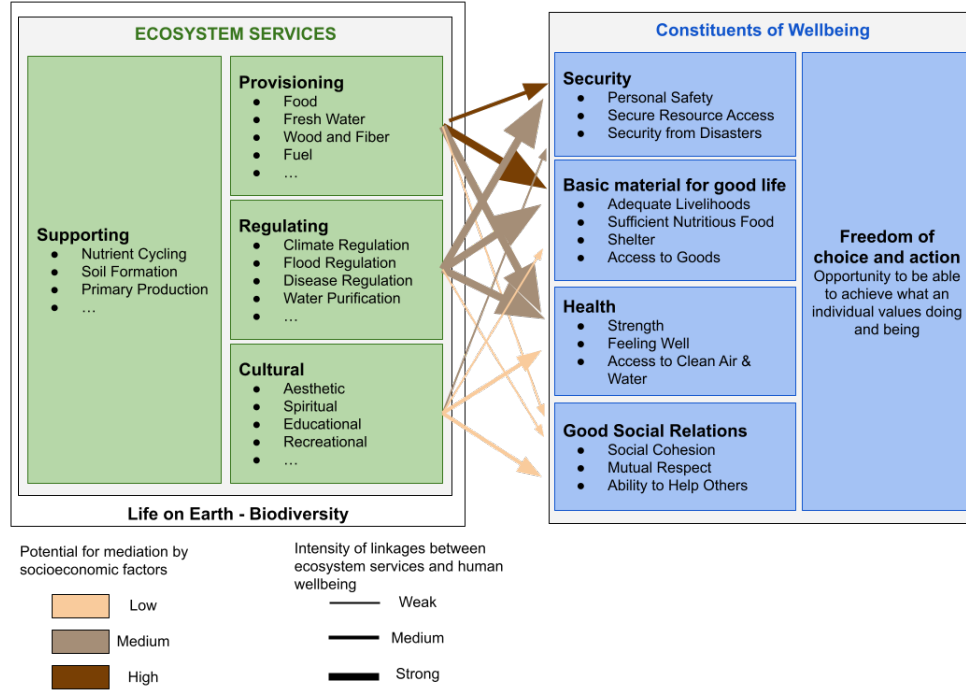 ECOSYSTEM SERVICES
Supporting
● Nutrient Cycling
● Soil Formation
● Primary Production
● …
Provisioning
● Food
● Fresh Water
● Wood and Fiber
● Fuel
● …
Regulating
● Climate Regulation
● Flood Regulation
● Disease Regulation
● Water Purification
● …
Cultural
● Aesthetic
● Spiritual
● Educational
● Recreational
● …
Life on Earth - Biodiversity
Constituents of Wellbeing
Security
● Personal Safety
● Secure Resource Access
● Security from Disasters
Basic material for good life
● Adequate Livelihoods
● Sufficient Nutritious Food
● Shelter
● Access to Goods
Health
● Strength
● Feeling Well
● Access to Clean Air &
Water
Good Social Relations
● Social Cohesion
● Mutual Respect
● Ability to Help Others
Freedom of
choice and action
Opportunity to be able
to achieve what an
individual values doing
and being
Potential for mediation by
socioeconomic factors
Low
Medium
High
Intensity of linkages between
ecosystem services and human
wellbeing
Weak
Medium
Strong